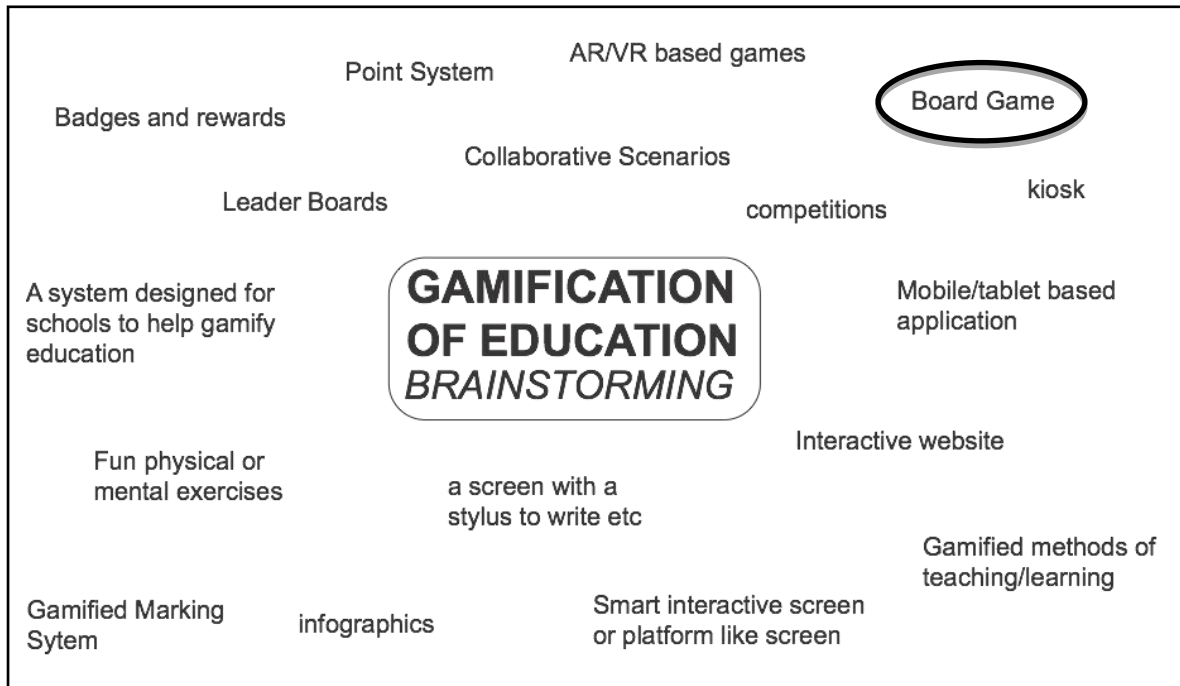 AR/VR based games
Point System
Board Game
Badges and rewards
Collaborative Scenarios
kiosk
Leader Boards
competitions
GAMIFICATION
OF EDUCATION
BRAINSTORMING
A system designed for
schools to help gamify
education
Mobile/tablet based
application
Interactive website
Fun physical or
mental exercises
a screen with a
stylus to write etc
Gamified methods of
teaching/learning
Gamified Marking
Sytem
infographics
Smart interactive screen
or platform like screen